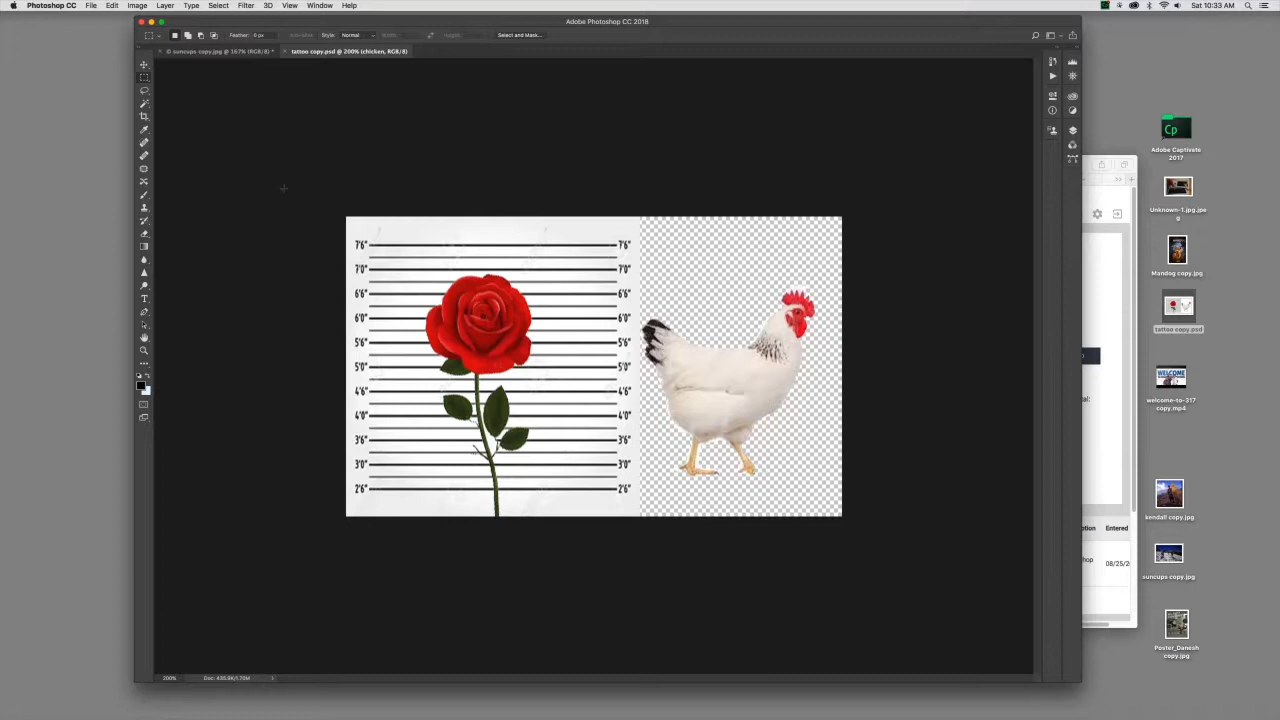 Photoshop CC File Edit Image Layer Type Select Filter 3D View Window Help
Sat 10:33 AM
Adobe Photoshop CC 2018
Feather: 0 px
Style: Normal
Select and Mask...
© suncups copy.jpg @ 167% (RGB/8) *
tattoo copy.psd @ 200% (chicken, RGB/8)
7'6" 7'6"
7'0" 7'0"
6'6" 6'6"
6'0" 6'0"
5'6" 5'6"
5'0" 5'0"
4'6" 4'6"
4'0" 4'0"
3'6" 3'6"
3'0" 3'0"
2'6" 2'6"
200%
Doc: 435.9K/1.70M
Cp
Adobe Captivate
2017
Unknown-1.jpg.jpe
g
Mandog copy.jpg
tattoo copy.psd
WELCOME
welcome-to-317
copy.mp4
kendall copy.jpg
suncups copy.jpg
Poster_Danesh
copy.jpg
tal:
ption Entered
hop
08/25/2